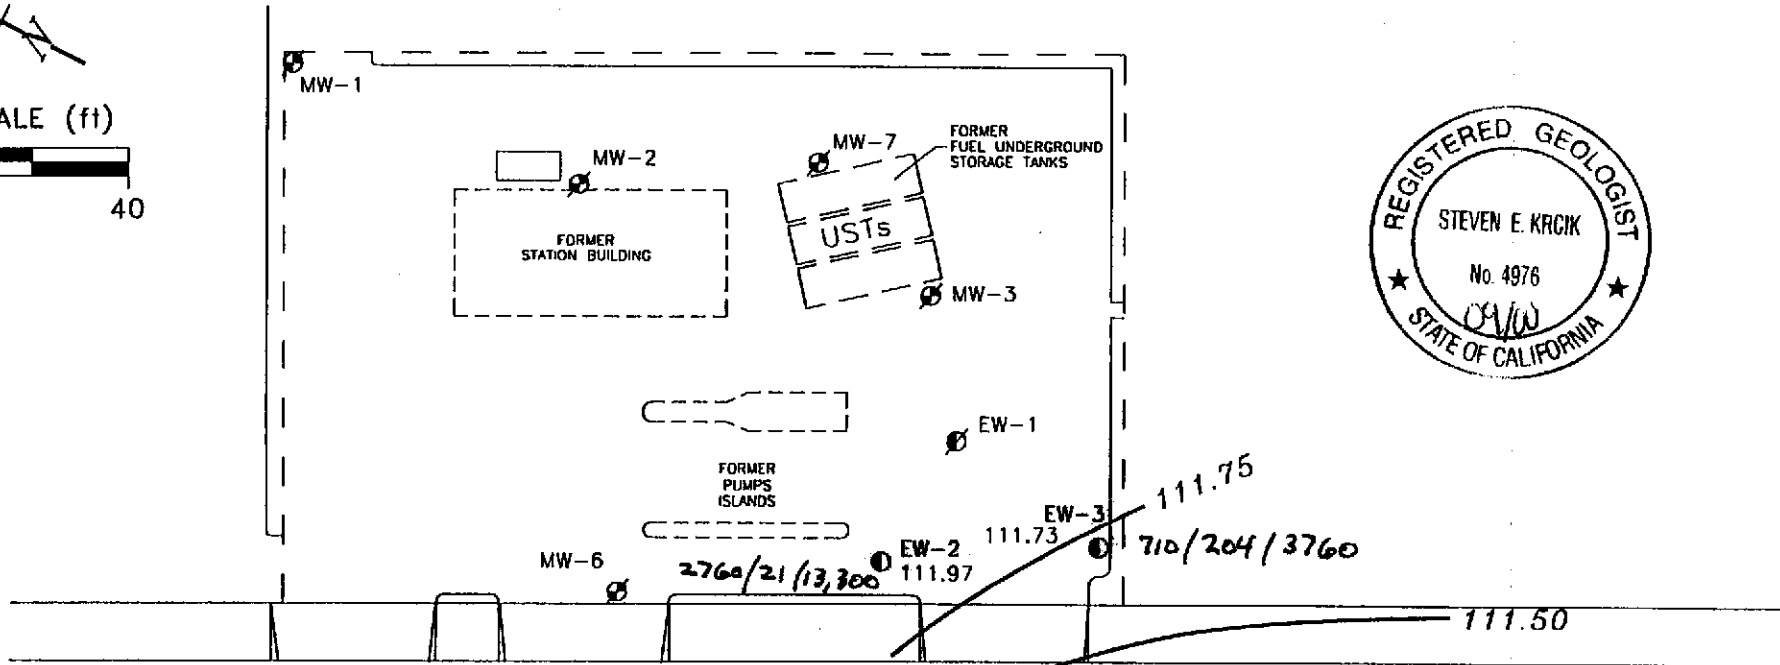 N
ALE (ft)
40
MW-1
MW-2
MW-7
FORMER
FUEL UNDERGROUND
STORAGE TANKS
USTs
FORMER
STATION BUILDING
MW-3
EW-1
FORMER
PUMPS
ISLANDS
111.75
EW-3
111.73
710/204/3760
EW-2
111.97
MW-6
2760/21/13,300
111.50
REGISTERED GEOLOGIST
STEVEN E. KRCIK
No. 4976
STATE OF CALIFORNIA